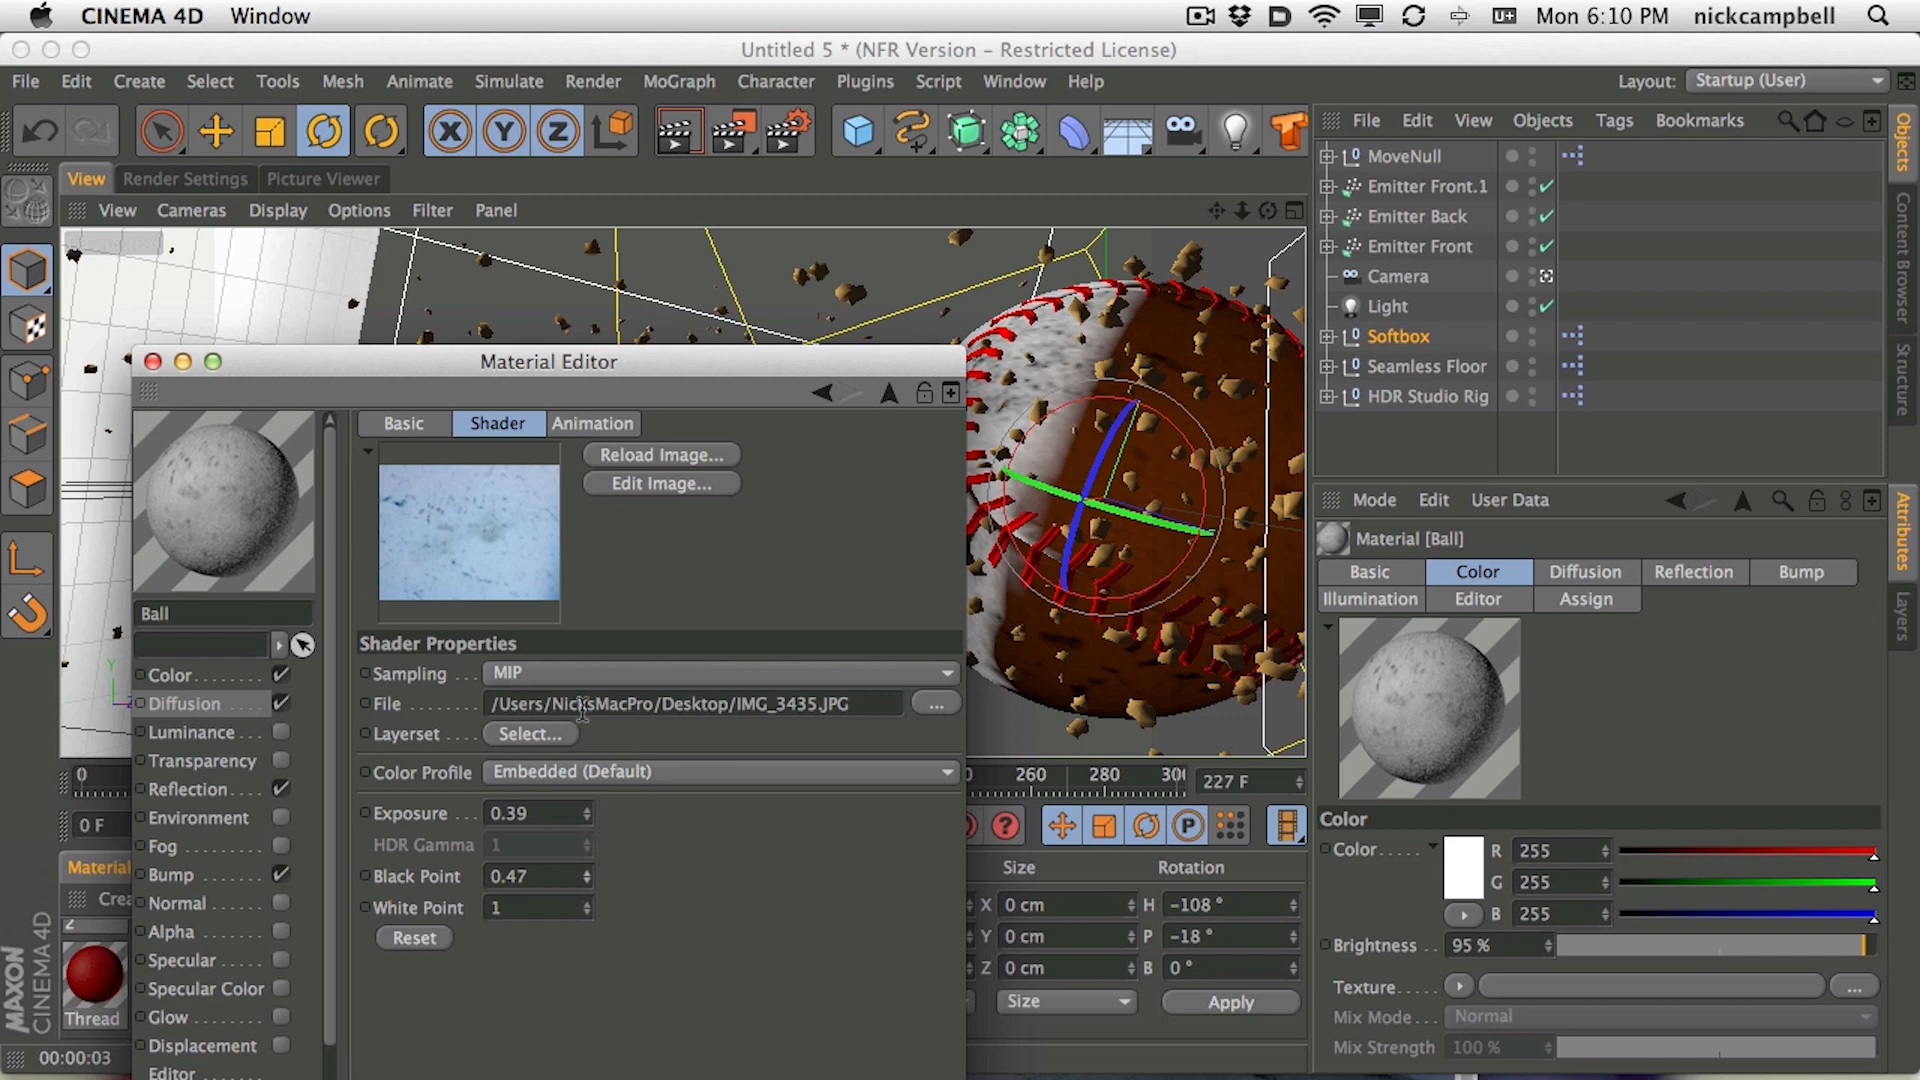 CINEMA 4D Window Mon 6:10 PM nickcampbell
Untitled 5 * (NFR Version – Restricted License)
File Edit Create Select Tools Mesh Animate Simulate Render MoGraph Character Plugins Script Window Help Layout: Startup (User)
X Y Z
File Edit View Objects Tags Bookmarks
View Render Settings Picture Viewer
View Cameras Display Options Filter Panel
MoveNull
Emitter Front.1
Emitter Back
Emitter Front
Camera
Light
Softbox
Seamless Floor
HDR Studio Rig
Objects
Content Browser
Structure
Material Editor
Basic Shader Animation
Reload Image...
Edit Image...
Ball
Shader Properties
Sampling ... MIP
File ........ /Users/NicksMacPro/Desktop/IMG_3435.JPG ...
Layerset .... Select...
Color Profile Embedded (Default)
Exposure ... 0.39
HDR Gamma 1
Black Point 0.47
White Point 1
Reset
Color
Diffusion
Luminance
Transparency
Reflection
Environment
Fog
Bump
Normal
Alpha
Specular
Specular Color
Glow
Displacement
Editor
Y
0
0 F
260 280 227 F
P
Material
Crea
Thread
MAXON
CINEMA 4D
00:00:03
Size Rotation
X 0 cm H -108 °
Y 0 cm P -18 °
Z 0 cm B 0 °
Size Apply
Mode Edit User Data
Attributes
Layers
Material [Ball]
Basic Color Diffusion Reflection Bump
Illumination Editor Assign
Color
Color..... R 255
G 255
B 255
Brightness .. 95 %
Texture..... ...
Mix Mode... Normal
Mix Strength 100 %